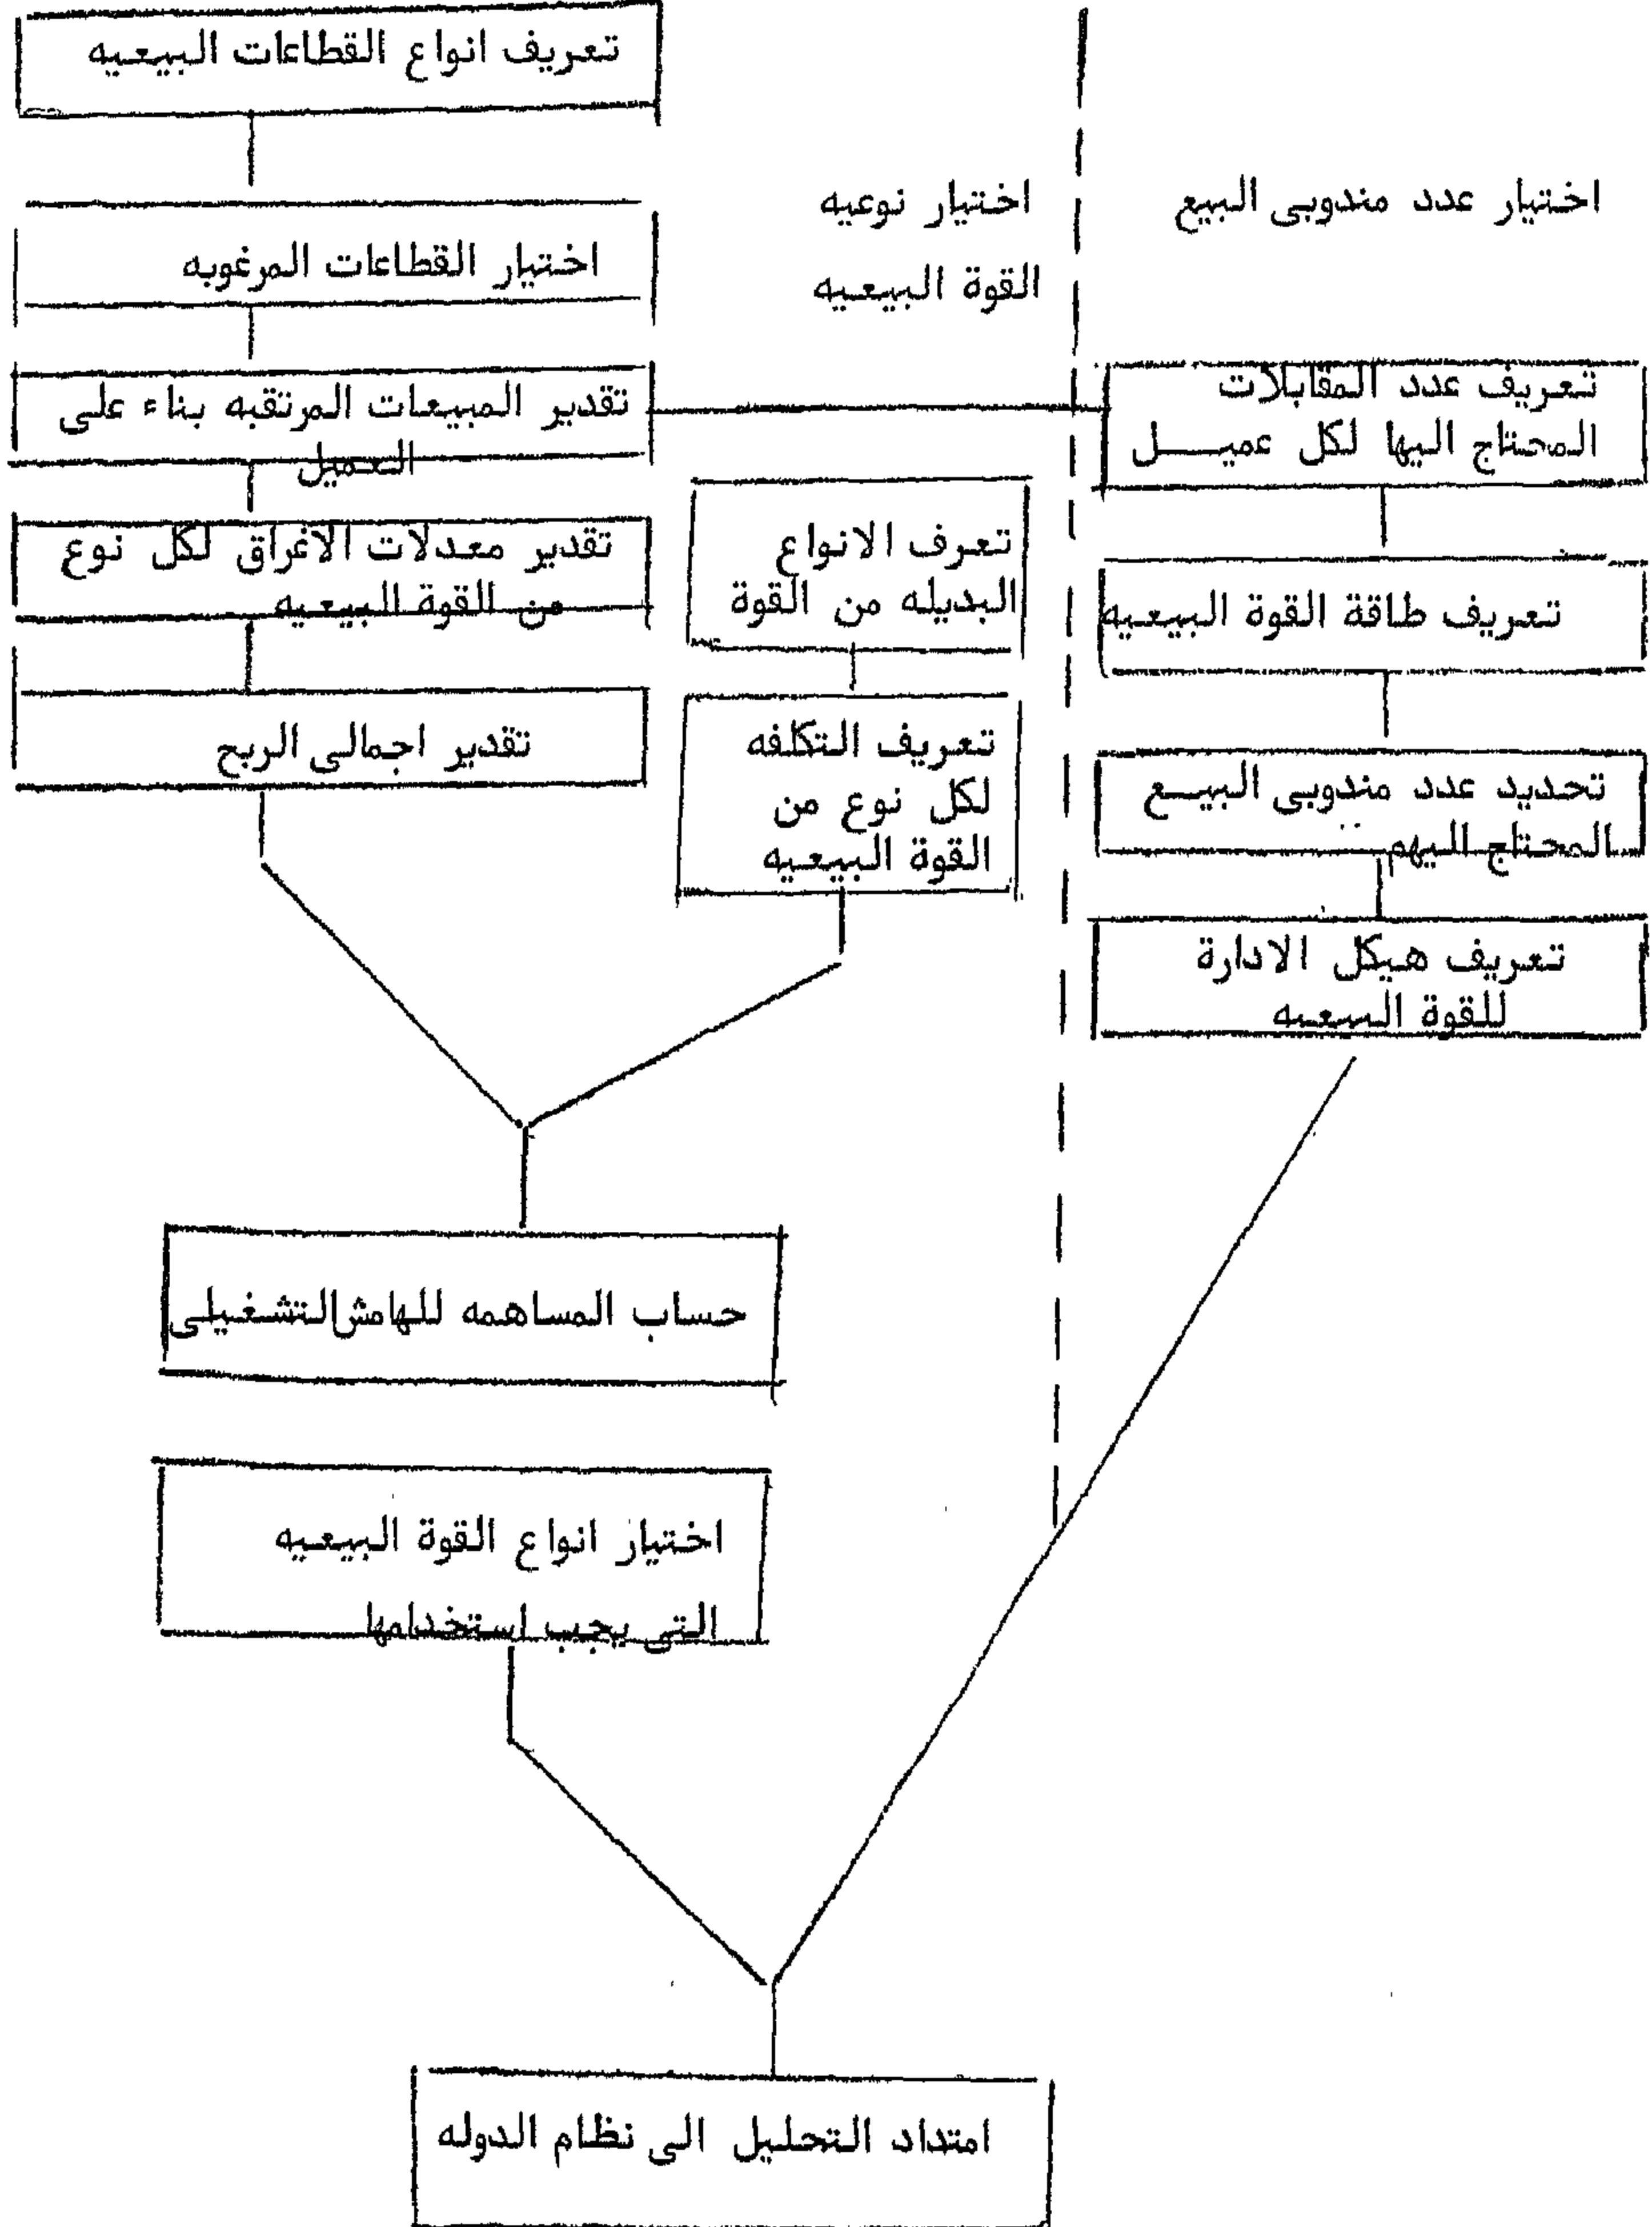 تعريف انواع القطاعات البيعيه
اختيار عدد مندوبى البيع
اختيار نوعيه
القوة البيعيه
اختيار القطاعات المرغوبه
تعريف عدد المقابلات
المحتاج اليها لكل عميــــل
تقدير المبيعات المرتقبه بناء على
العميل
تعرف الانواع
البديله من القوة
تقدير معدلات الاغراق لكل نوع
من القوة البيعيه
تعريف طاقة القوة البيعيه
تعريف التكلفه
لكل نوع من
القوة البيعيه
تقدير اجمالى الربح
تحديد عدد مندوبى البيــع
المحتاج اليهم
تعريف هيكل الادارة
للقوة البيعيه
حساب المساهمه للهامش التشغيلى
اختيار انواع القوة البيعيه
التى يجب استخدامها
امتداد التحليل الى نظام الدوله